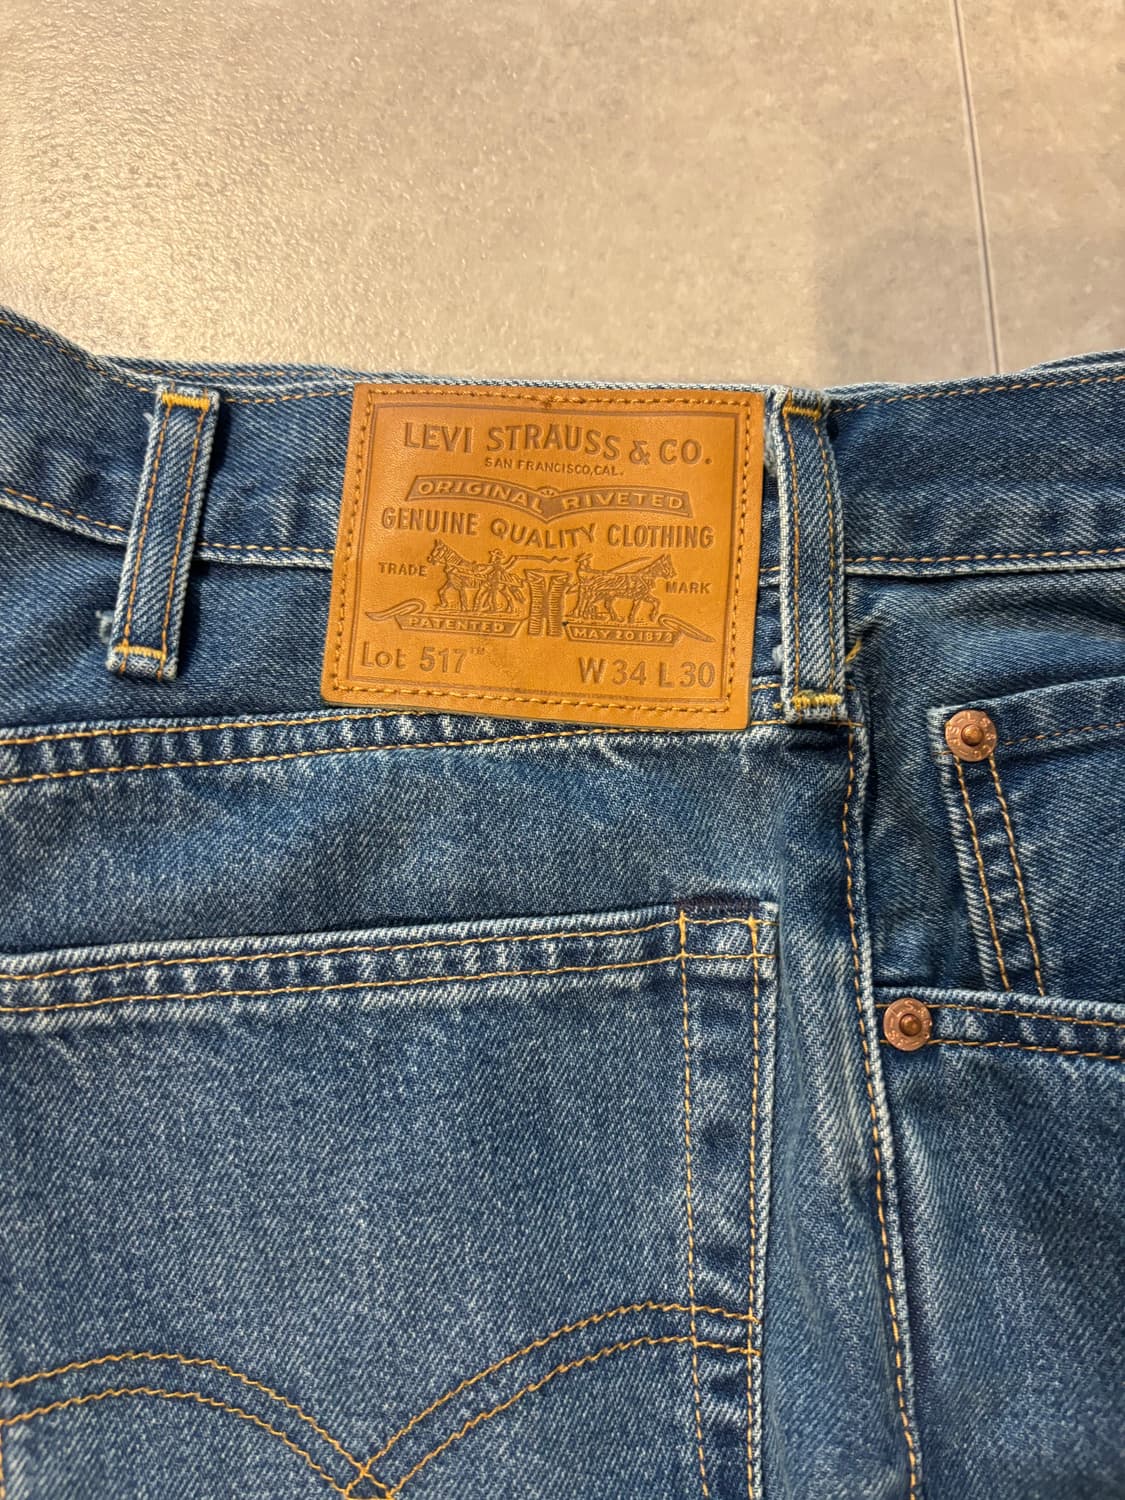 LEVI STRAUSS & CO.
SAN FRANCISCO, CAL.
ORIGINAL RIVETED
GENUINE QUALITY CLOTHING
TRADE MARK
PATENTED MAY 20 1873
Lot 517™ W 34 L 30